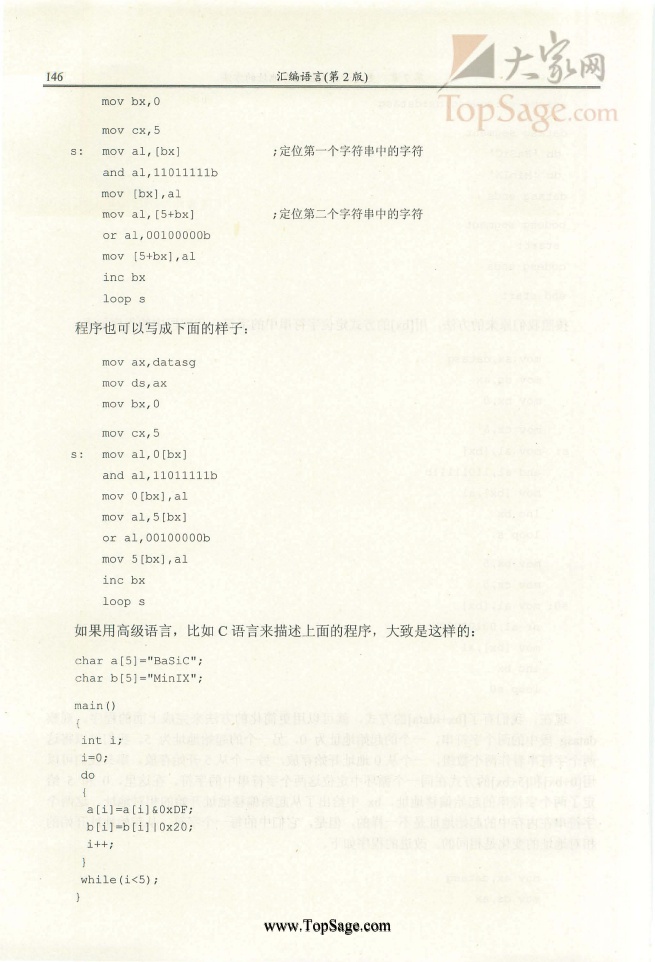 大家网
TopSage.com
146
汇编语言(第 2 版)
mov bx,0
mov cx,5
s: mov al,[bx] ;定位第一个字符串中的字符
and al,11011111b
mov [bx],al
mov al,[5+bx] ;定位第二个字符串中的字符
or al,00100000b
mov [5+bx],al
inc bx
loop s
程序也可以写成下面的样子：
mov ax,datasg
mov ds,ax
mov bx,0
mov cx,5
s: mov al,0[bx]
and al,11011111b
mov 0[bx],al
mov al,5[bx]
or al,00100000b
mov 5[bx],al
inc bx
loop s
如果用高级语言，比如 C 语言来描述上面的程序，大致是这样的：
char a[5]="BaSiC";
char b[5]="MinIX";
main()
{
int i;
i=0;
do
{
a[i]=a[i]&0xDF;
b[i]=b[i]|0x20;
i++;
}
while(i<5);
}
www.TopSage.com